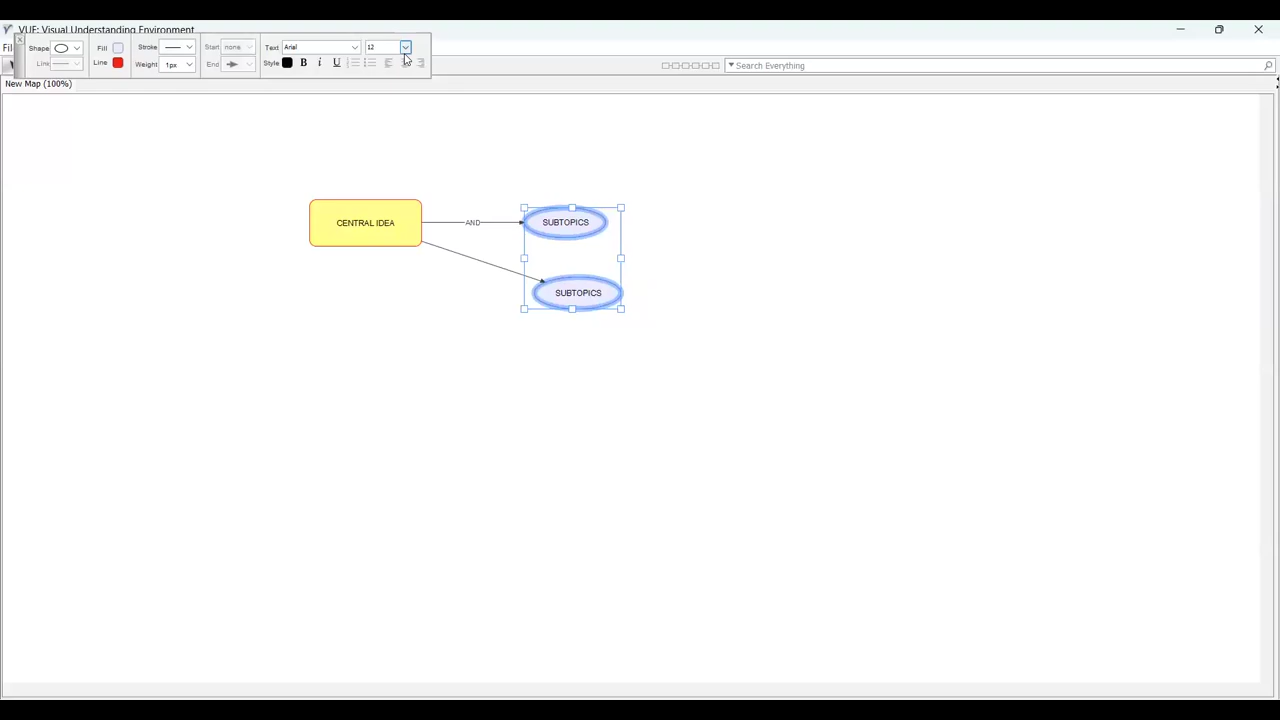 VUE: Visual Understanding Environment
Shape
Fill
Stroke
Start none
Text Arial 12
Link
Line
Weight 1px
End
Style B i U
Search Everything
New Map (100%)
CENTRAL IDEA
AND
SUBTOPICS
SUBTOPICS